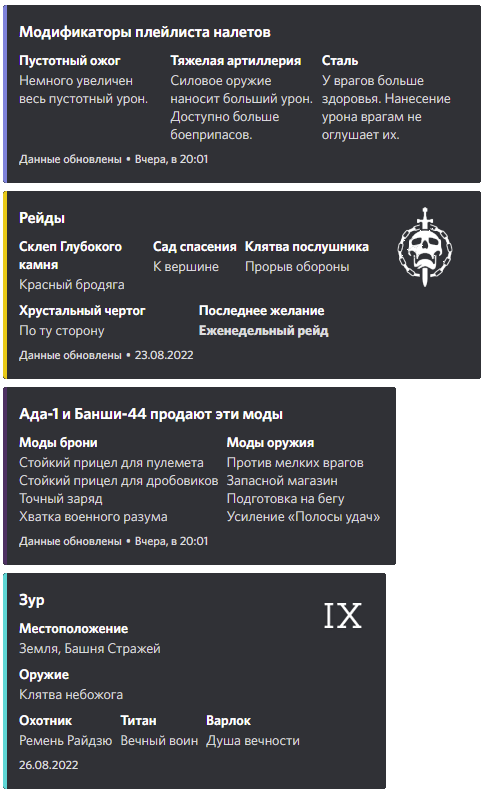 Модификаторы плейлиста налетов
Пустотный ожог
Немного увеличен
весь пустотный урон.
Тяжелая артиллерия
Силовое оружие
наносит больший урон.
Доступно больше
боеприпасов.
Сталь
У врагов больше
здоровья. Нанесение
урона врагам не
оглушает их.
Данные обновлены • Вчера, в 20:01
Рейды
Склеп Глубокого
камня
Красный бродяга
Сад спасения
К вершине
Клятва послушника
Прорыв обороны
Хрустальный чертог
По ту сторону
Последнее желание
Еженедельный рейд
Данные обновлены • 23.08.2022
Ада-1 и Банши-44 продают эти моды
Моды брони
Стойкий прицел для пулемета
Стойкий прицел для дробовиков
Точный заряд
Хватка военного разума
Моды оружия
Против мелких врагов
Запасной магазин
Подготовка на бегу
Усиление «Полосы удач»
Данные обновлены • Вчера, в 20:01
Зур
IX
Местоположение
Земля, Башня Стражей
Оружие
Клятва небожога
Охотник
Ремень Райдзю
Титан
Вечный воин
Варлок
Душа вечности
26.08.2022